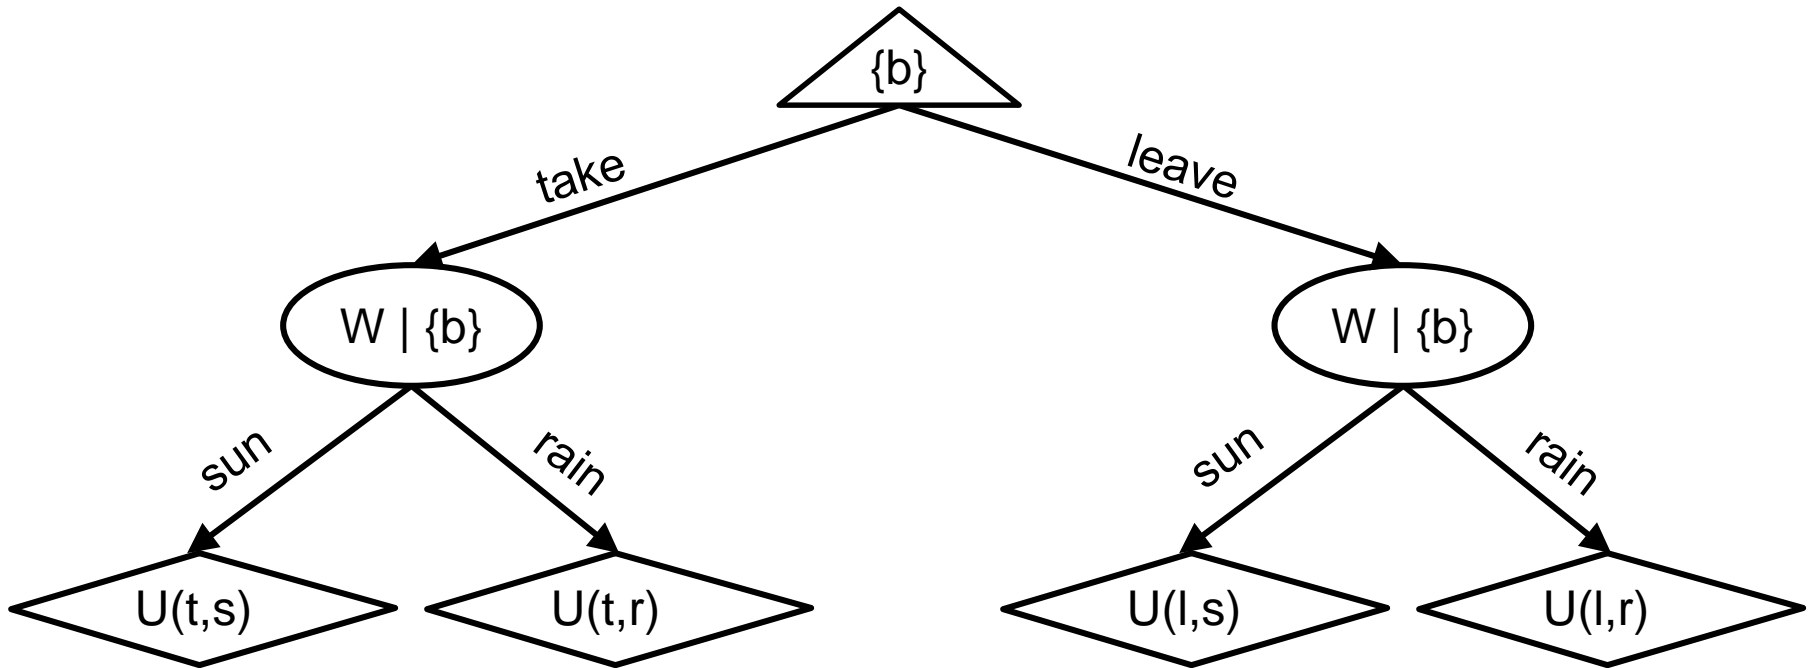 {b}
take
leave
W | {b}
W | {b}
sun
rain
sun
rain
U(t,s)
U(t,r)
U(l,s)
U(l,r)